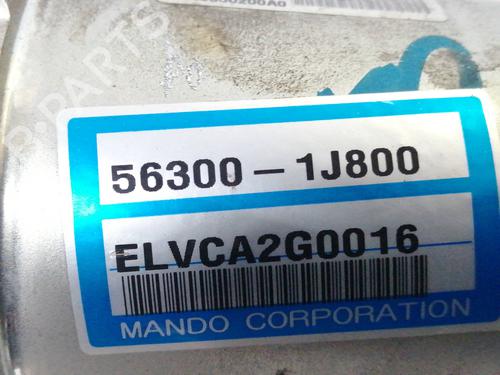 56300-1J800
ELVCA2G0016
MANDO CORPORATION